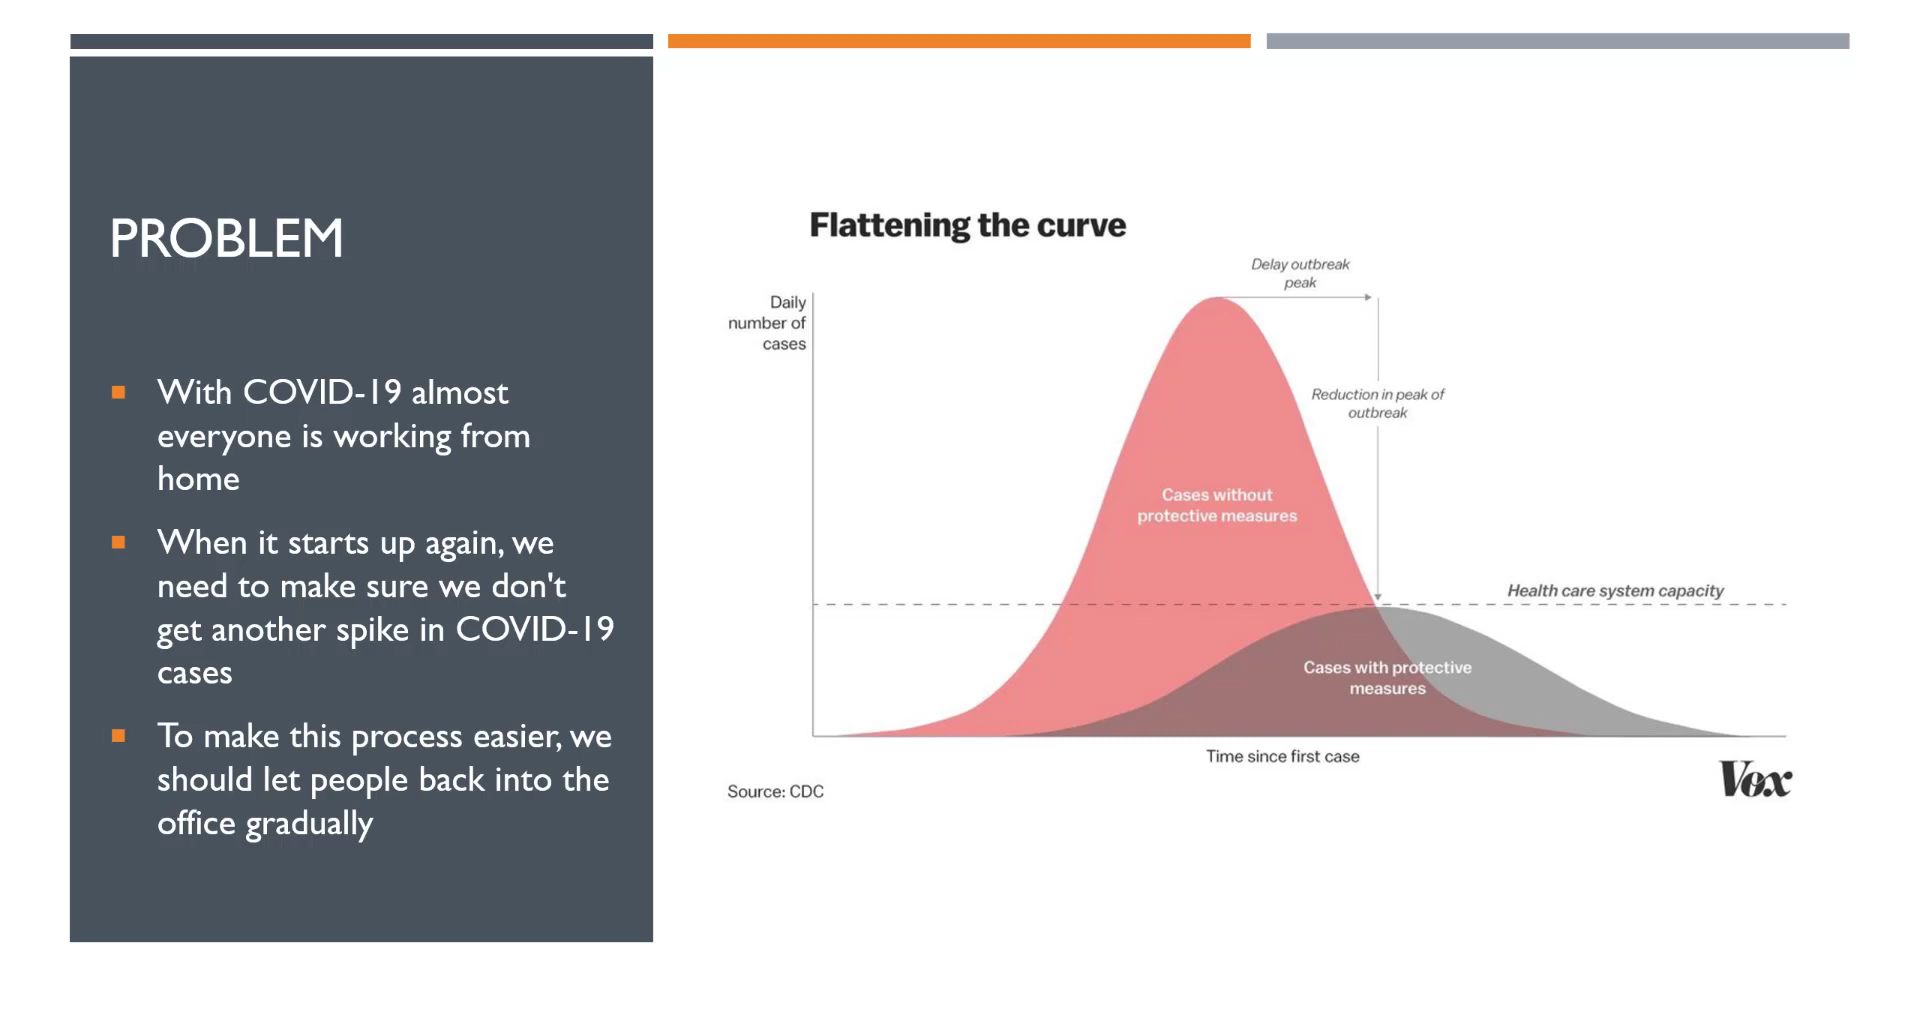 PROBLEM
With COVID-19 almost
everyone is working from
home
When it starts up again, we
need to make sure we don't
get another spike in COVID-19
cases
To make this process easier, we
should let people back into the
office gradually
Flattening the curve
Delay outbreak
peak
Daily
number of
cases
Reduction in peak of
outbreak
Cases without
protective measures
Health care system capacity
Cases with protective
measures
Time since first case
Source: CDC
Vox